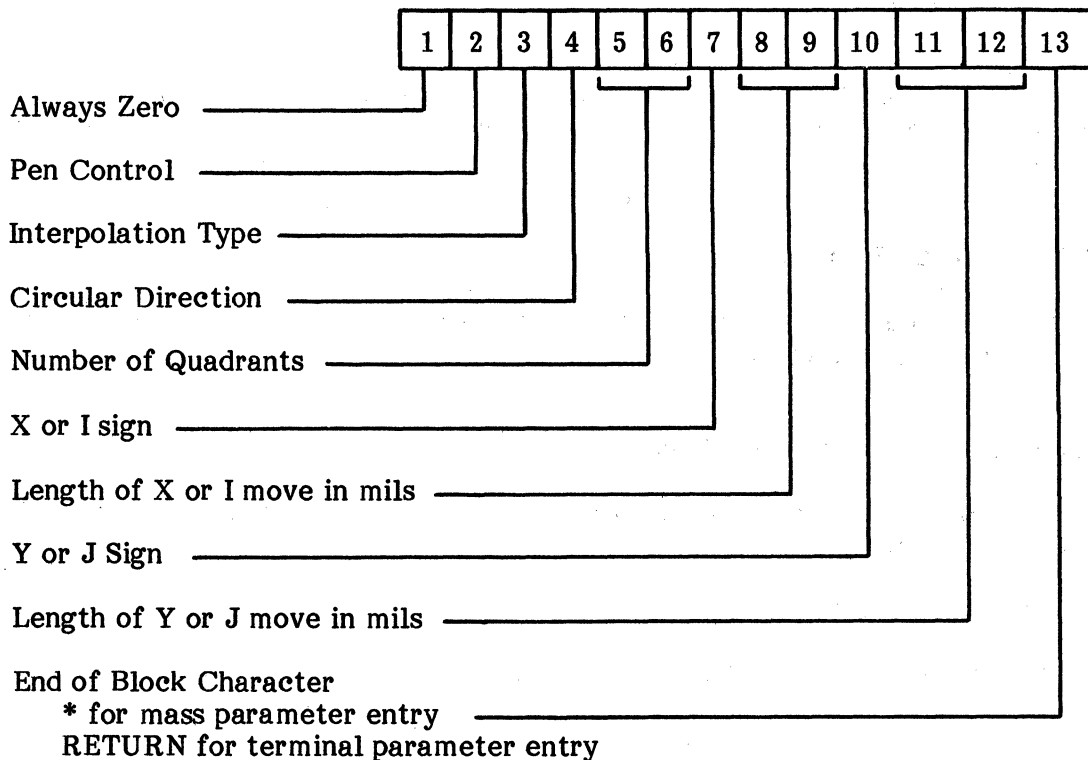 1 2 3 4 5 6 7 8 9 10 11 12 13
Always Zero
Pen Control
Interpolation Type
Circular Direction
Number of Quadrants
X or I sign
Length of X or I move in mils
Y or J Sign
Length of Y or J move in mils
End of Block Character
* for mass parameter entry
RETURN for terminal parameter entry